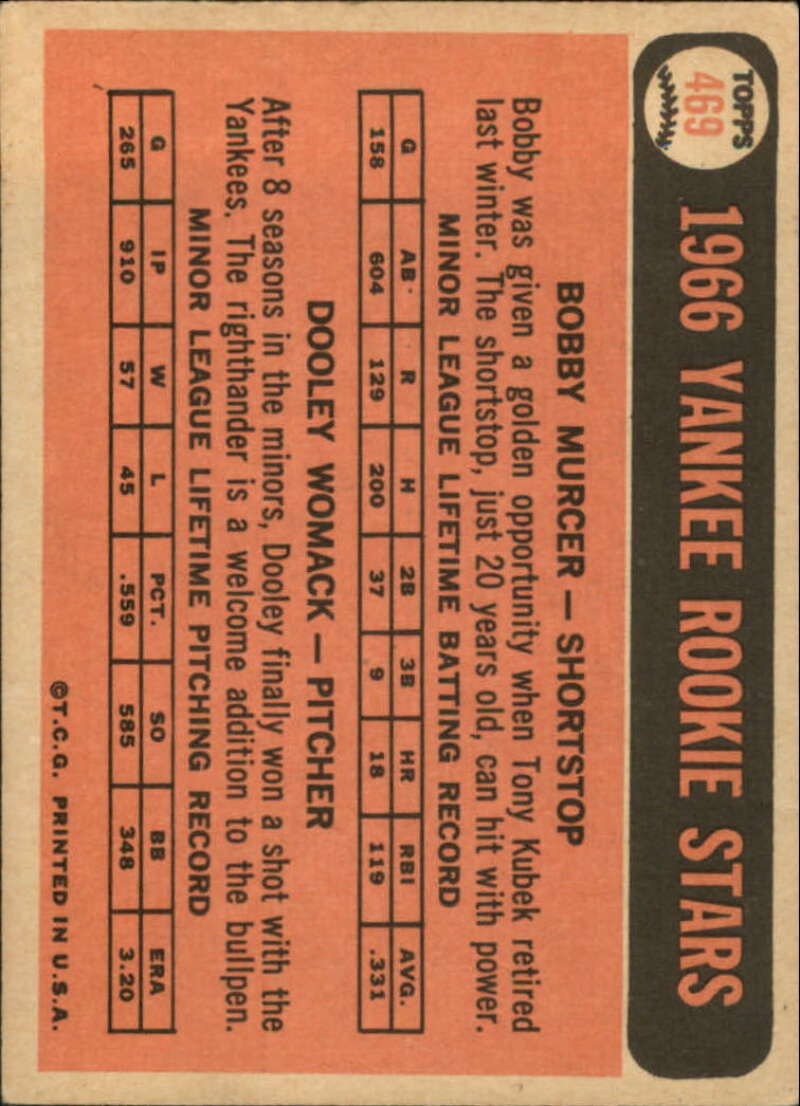 TOPPS
469
1966 YANKEE ROOKIE STARS
BOBBY MURCER — SHORTSTOP
Bobby was given a golden opportunity when Tony Kubek retired
last winter. The shortstop, just 20 years old, can hit with power.
MINOR LEAGUE LIFETIME BATTING RECORD
G AB R H 2B 3B HR RBI AVG.
158 604 129 200 37 9 18 119 .331
DOOLEY WOMACK — PITCHER
After 8 seasons in the minors, Dooley finally won a shot with the
Yankees. The righthander is a welcome addition to the bullpen.
MINOR LEAGUE LIFETIME PITCHING RECORD
G IP W L PCT. SO BB ERA
265 910 57 45 .559 585 348 3.20
©T.C.G. PRINTED IN U.S.A.